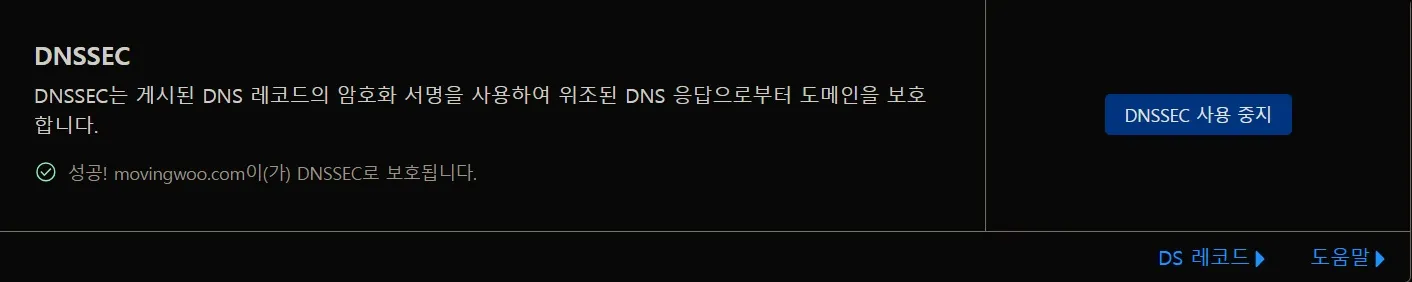 DNSSEC
DNSSEC는 게시된 DNS 레코드의 암호화 서명을 사용하여 위조된 DNS 응답으로부터 도메인을 보호
합니다.
성공! movingwoo.com이(가) DNSSEC로 보호됩니다.
DNSSEC 사용 중지
DS 레코드
도움말